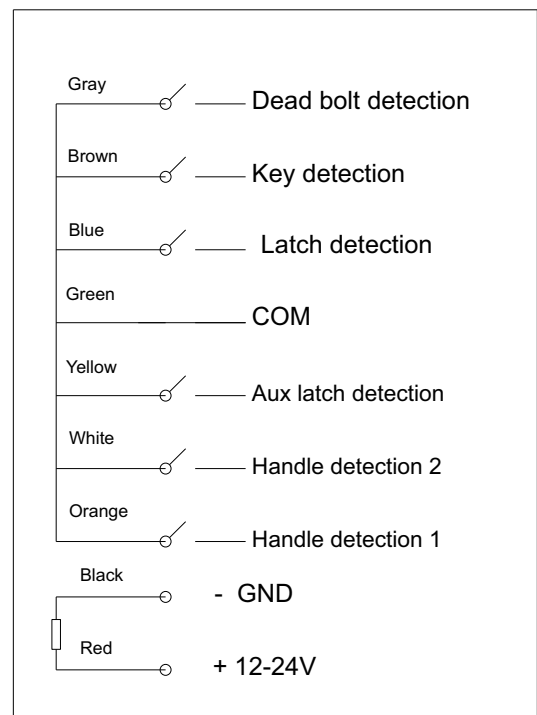 Gray
Dead bolt detection
Brown
Key detection
Blue
Latch detection
Green
COM
Yellow
Aux latch detection
White
Handle detection 2
Orange
Handle detection 1
Black
- GND
Red
+ 12-24V